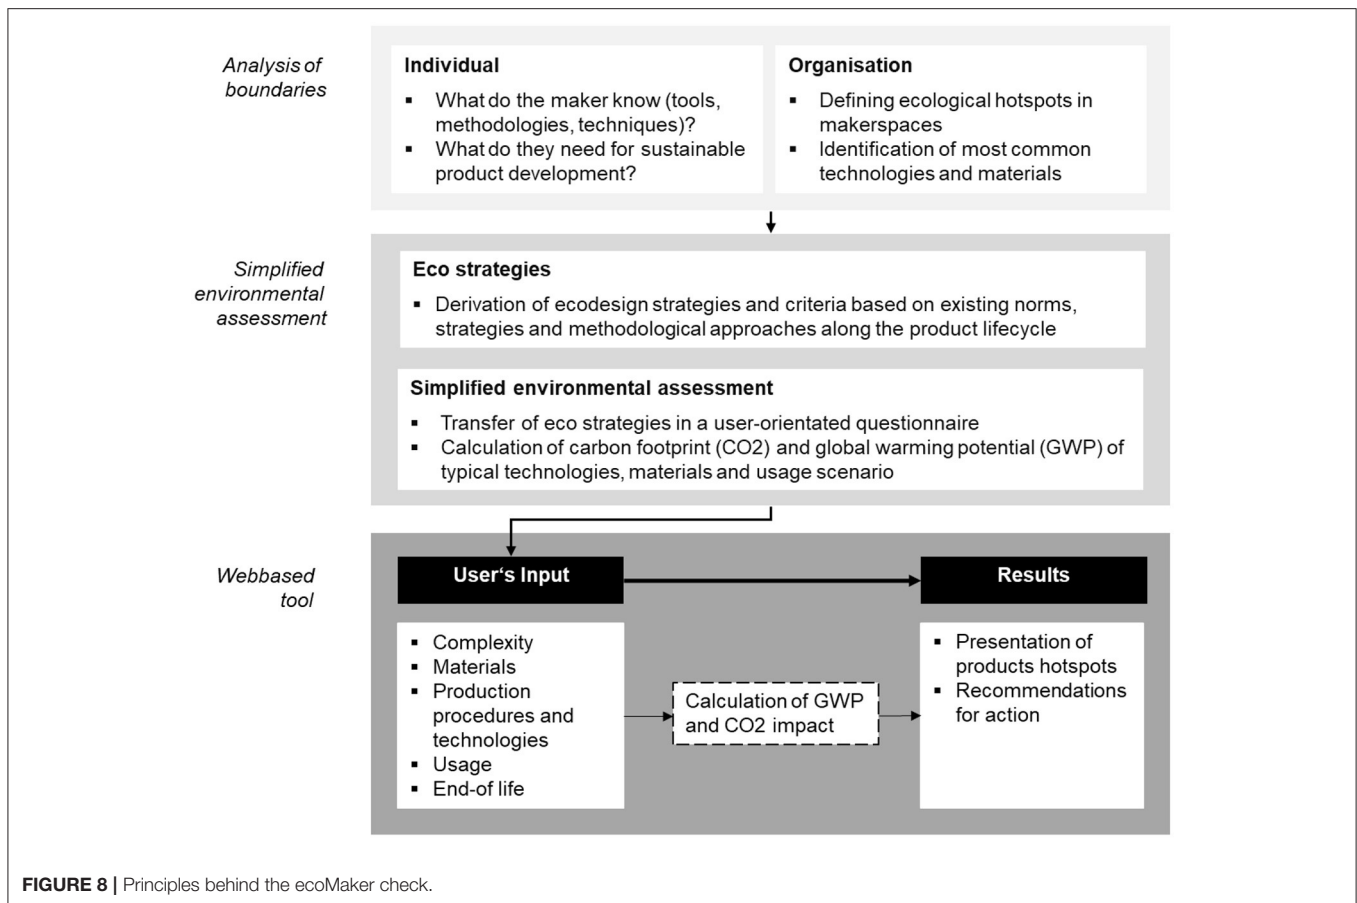 Analysis of
boundaries
Individual
▪ What do the maker know (tools,
methodologies, techniques)?
▪ What do they need for sustainable
product development?
Organisation
▪ Defining ecological hotspots in
makerspaces
▪ Identification of most common
technologies and materials
Simplified
environmental
assessment
Eco strategies
▪ Derivation of ecodesign strategies and criteria based on existing norms,
strategies and methodological approaches along the product lifecycle
Simplified environmental assessment
▪ Transfer of eco strategies in a user-orientated questionnaire
▪ Calculation of carbon footprint (CO2) and global warming potential (GWP) of
typical technologies, materials and usage scenario
Webbased
tool
User‘s Input
Results
▪ Complexity
▪ Materials
▪ Production
procedures and
technologies
▪ Usage
▪ End-of life
Calculation of GWP
and CO2 impact
▪ Presentation of
products hotspots
▪ Recommendations
for action
FIGURE 8 | Principles behind the ecoMaker check.